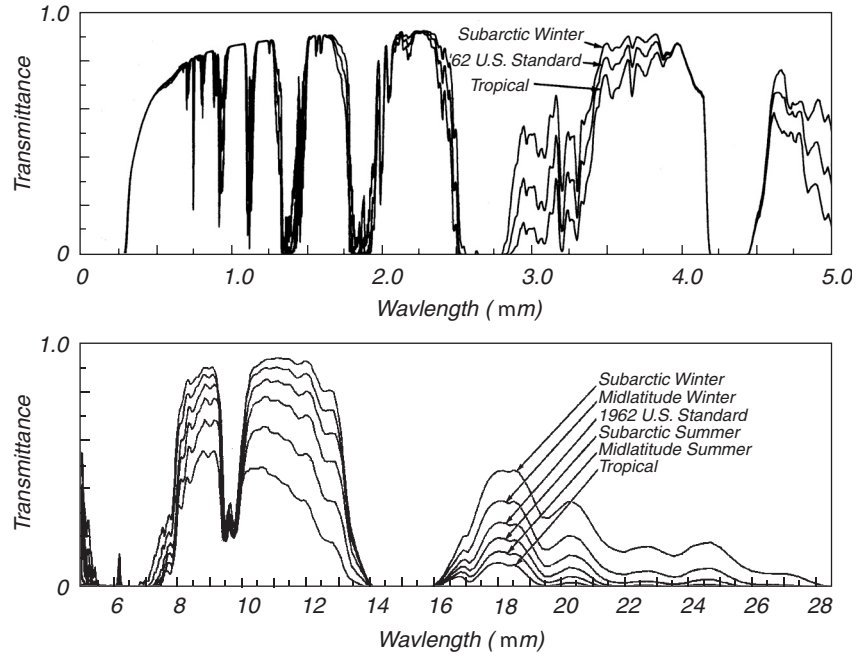 1.0
Transmittance
Subarctic Winter
'62 U.S. Standard
Tropical
0
0 1.0 2.0 3.0 4.0 5.0
Wavlength ( mm)
1.0
Transmittance
Subarctic Winter
Midlatitude Winter
1962 U.S. Standard
Subarctic Summer
Midlatitude Summer
Tropical
0
6 8 10 12 14 16 18 20 22 24 26 28
Wavlength ( mm)